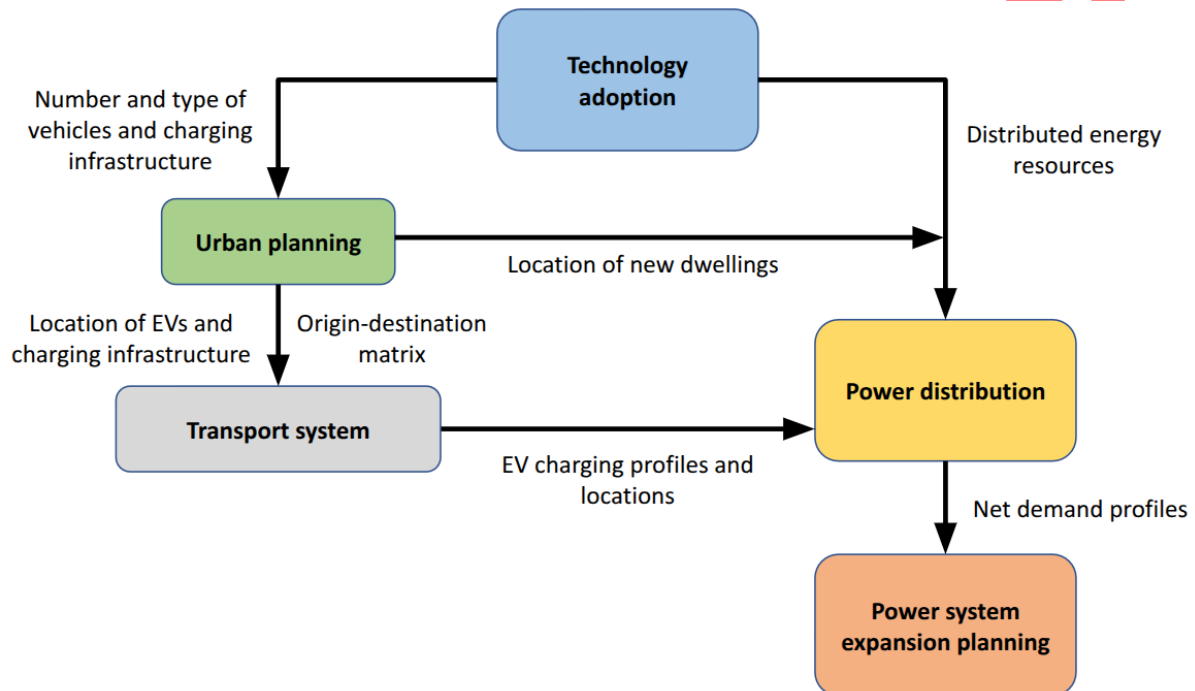 Technology
adoption
Number and type of
vehicles and charging
infrastructure
Distributed energy
resources
Urban planning
Location of new dwellings
Location of EVs and
charging infrastructure
Origin-destination
matrix
Power distribution
Transport system
EV charging profiles and
locations
Net demand profiles
Power system
expansion planning